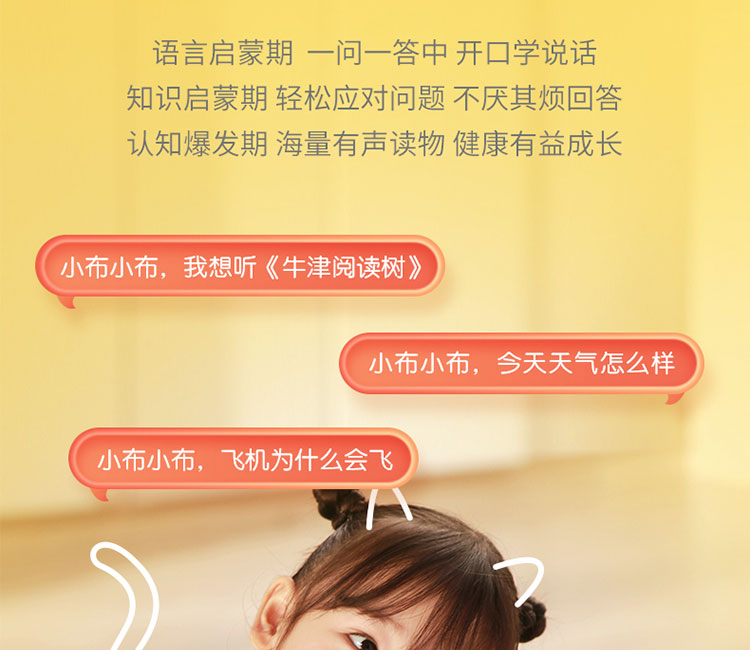 语言启蒙期 一问一答中 开口学说话
知识启蒙期 轻松应对问题 不厌其烦回答
认知爆发期 海量有声读物 健康有益成长
小布小布，我想听《牛津阅读树》
小布小布，今天天气怎么样
小布小布，飞机为什么会飞